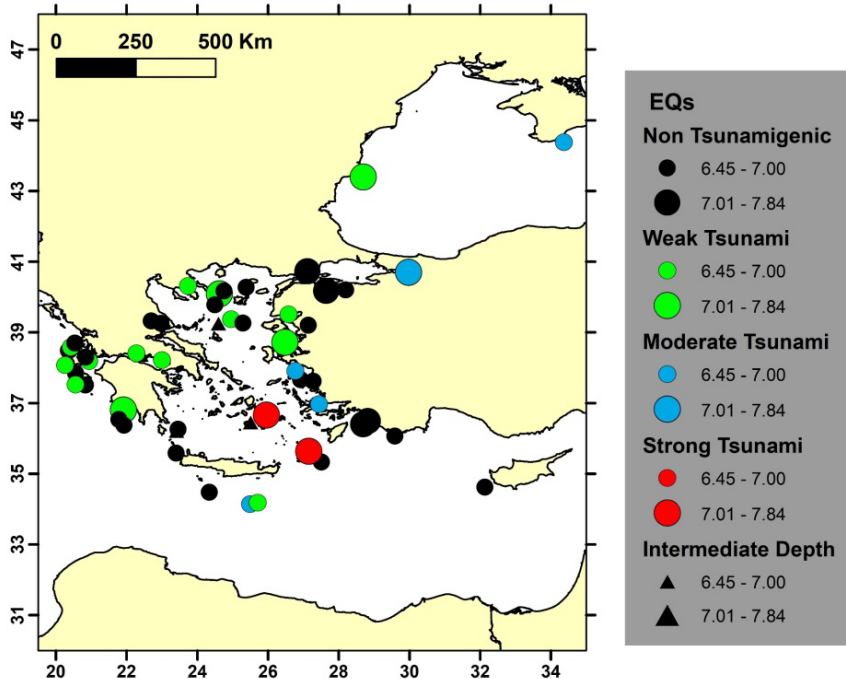 0 250 500 Km
47
45
43
41
39
37
35
33
31
20 22 24 26 28 30 32 34
EQs
Non Tsunamigenic
6.45 - 7.00
7.01 - 7.84
Weak Tsunami
6.45 - 7.00
7.01 - 7.84
Moderate Tsunami
6.45 - 7.00
7.01 - 7.84
Strong Tsunami
6.45 - 7.00
7.01 - 7.84
Intermediate Depth
6.45 - 7.00
7.01 - 7.84